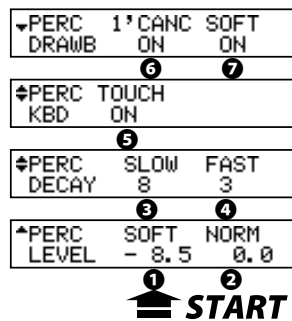 PERC 1'CANC SOFT
DRAWB ON ON
6 7
PERC TOUCH
KBD ON
5
PERC SLOW FAST
DECAY 8 3
3 4
PERC SOFT NORM
LEVEL - 8.5 0.0
1 2
START